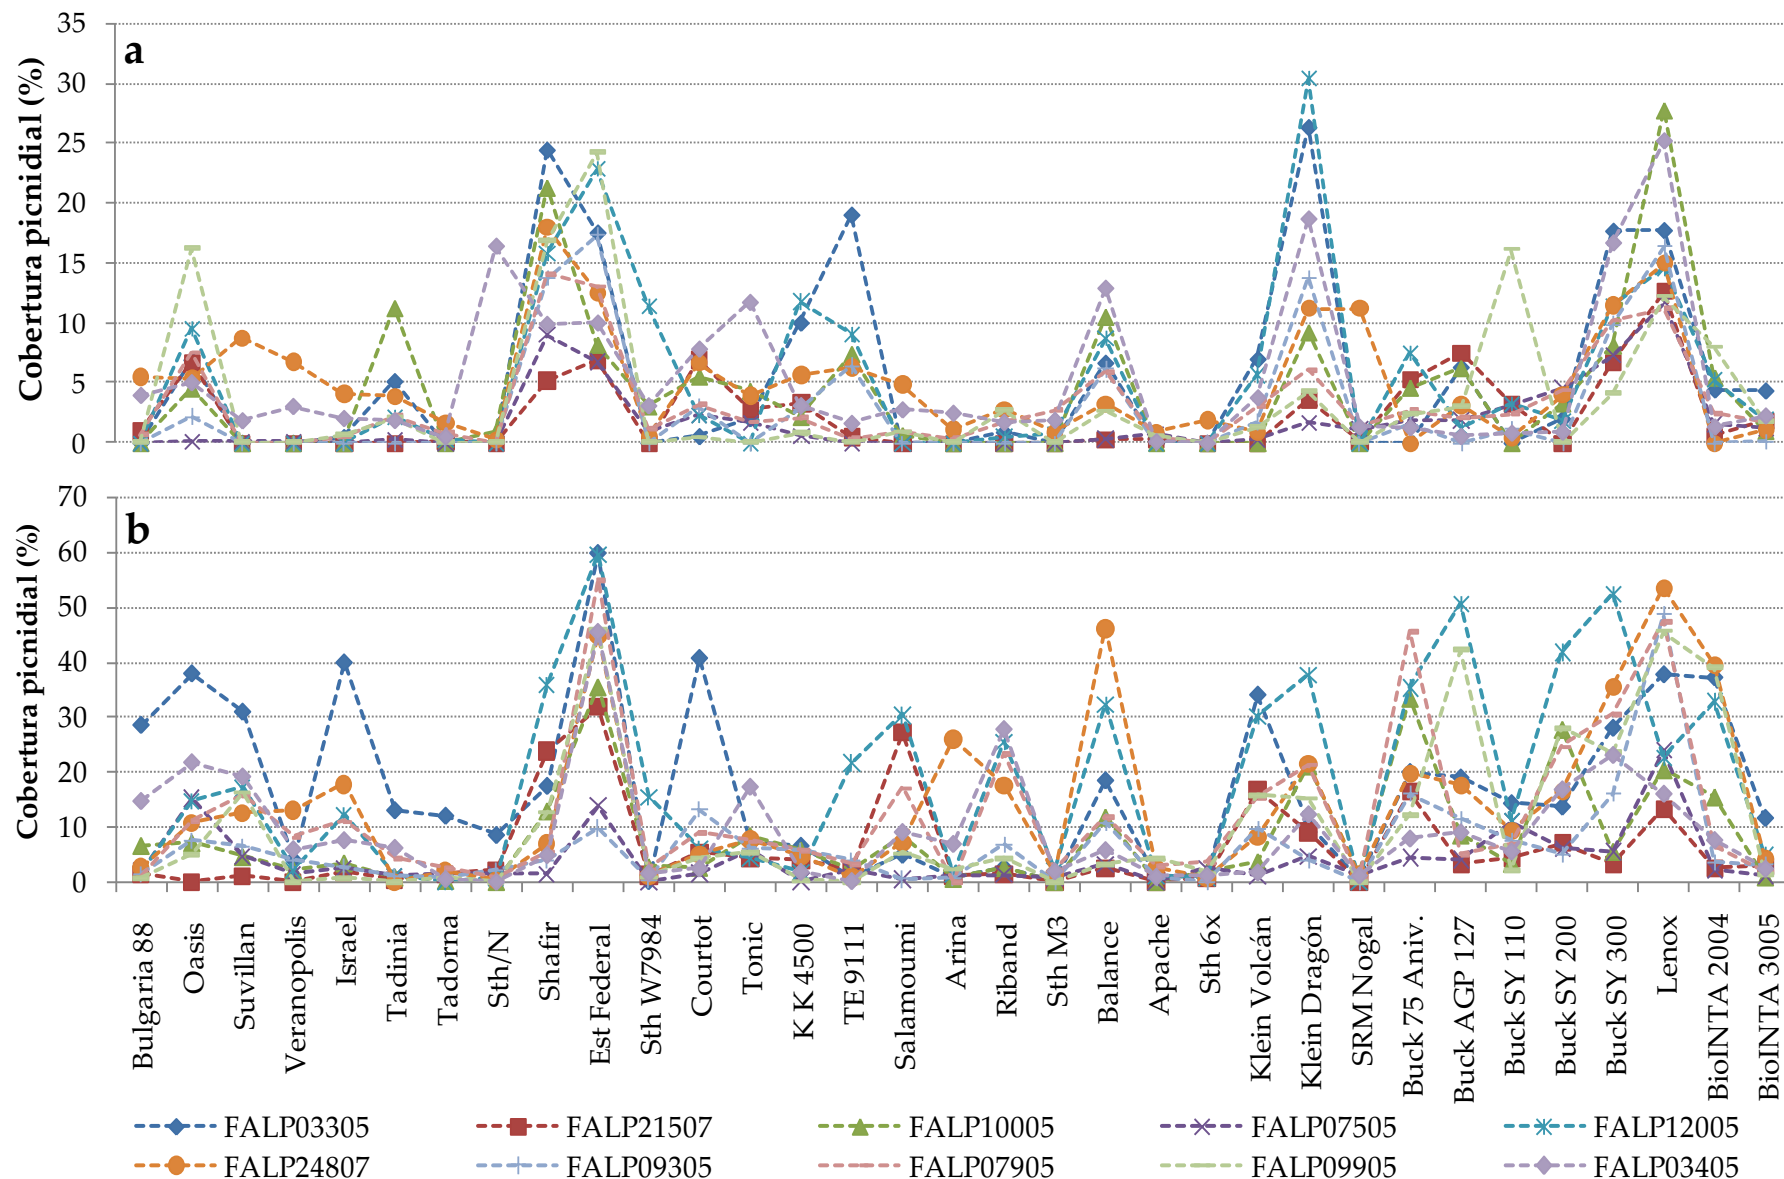 a
Cobertura picnidial (%)
35
30
25
20
15
10
5
0
b
Cobertura picnidial (%)
70
60
50
40
30
20
10
0
Bulgaria 88
Oasis
Suvillan
Veranopolis
Israel
Tadinia
Tadorna
Sth/N
Shafir
Est Federal
Sth W7984
Courtot
Tonic
K K 4500
TE 9111
Salamoumi
Arina
Riband
Sth M3
Balance
Apache
Sth 6x
Klein Volcán
Klein Dragón
SRM Nogal
Buck 75 Aniv.
Buck AGP 127
Buck SY 110
Buck SY 200
Buck SY 300
Lenox
BioINTA 2004
BioINTA 3005
FALP03305 FALP21507 FALP10005 FALP07505 FALP12005
FALP24807 FALP09305 FALP07905 FALP09905 FALP03405